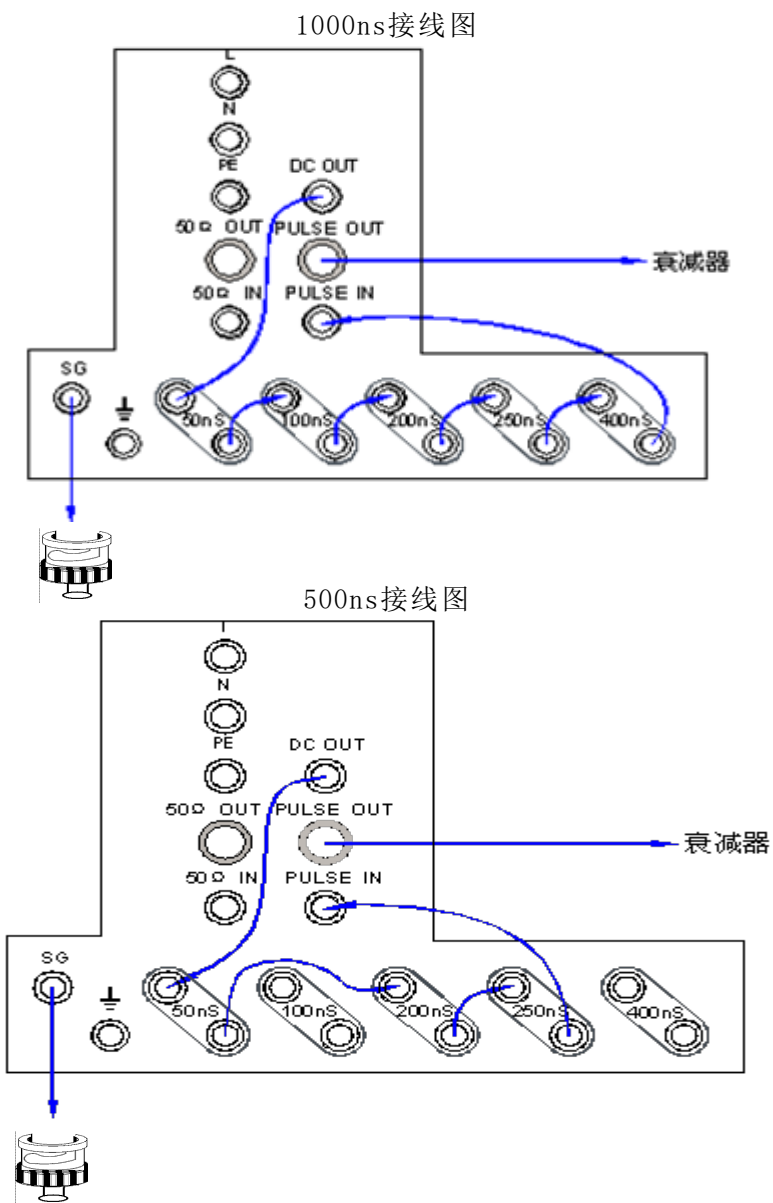 1000ns接线图
L
N
PE
DC OUT
50Ω OUT PULSE OUT
衰减器
50Ω IN PULSE IN
SG
50nS 100nS 200nS 250nS 400nS
500ns接线图
N
PE
DC OUT
50Ω OUT PULSE OUT
衰减器
50Ω IN PULSE IN
SG
50nS 100nS 200nS 250nS 400nS